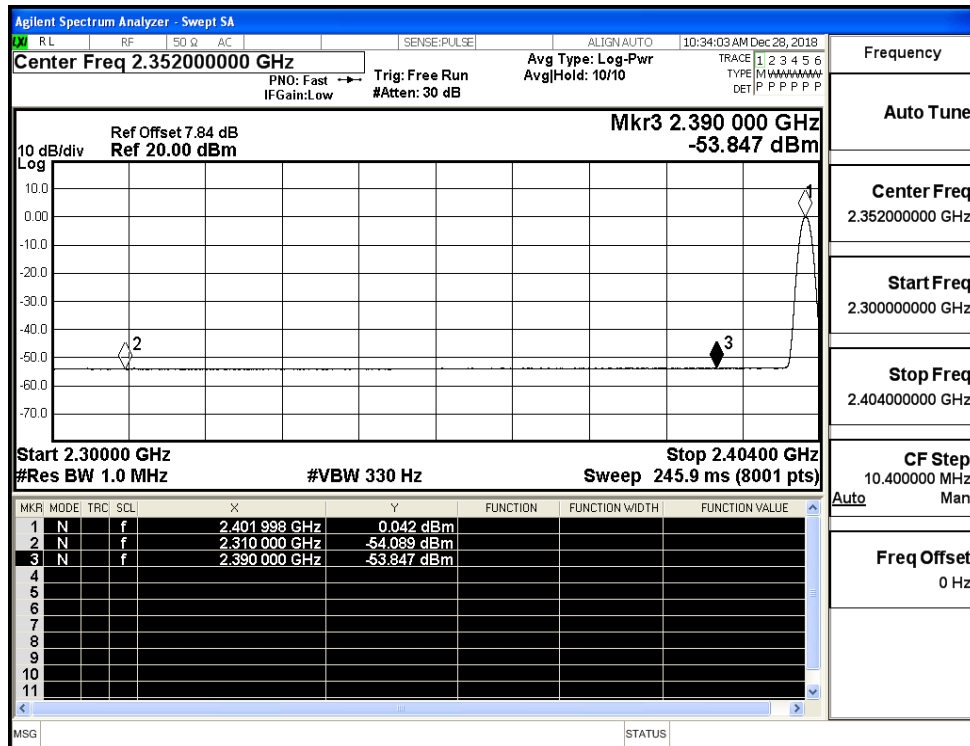 Agilent Spectrum Analyzer - Swept SA
LXI RL RF 50 Ω AC SENSE:PULSE ALIGN AUTO 10:34:03 AM Dec 28, 2018
Center Freq 2.352000000 GHz
PNO: Fast
IFGain:Low
Trig: Free Run
#Atten: 30 dB
Avg Type: Log-Pwr
Avg|Hold: 10/10
TRACE 1 2 3 4 5 6
TYPE M WWWWW
DET P P P P P P
Ref Offset 7.84 dB
Ref 20.00 dBm
10 dB/div
Log
Mkr3 2.390 000 GHz
-53.847 dBm
10.0
0.00
-10.0
-20.0
-30.0
-40.0
-50.0
-60.0
-70.0
1
2
3
Start 2.30000 GHz
Stop 2.40400 GHz
#Res BW 1.0 MHz
#VBW 330 Hz
Sweep 245.9 ms (8001 pts)
MKR MODE TRC SCL X Y FUNCTION FUNCTION WIDTH FUNCTION VALUE
1 N f 2.401 998 GHz 0.042 dBm
2 N f 2.310 000 GHz -54.089 dBm
3 N f 2.390 000 GHz -53.847 dBm
4
5
6
7
8
9
10
11
MSG
STATUS
Frequency
Auto Tune
Center Freq
2.352000000 GHz
Start Freq
2.300000000 GHz
Stop Freq
2.404000000 GHz
CF Step
10.400000 MHz
Auto Man
Freq Offset
0 Hz